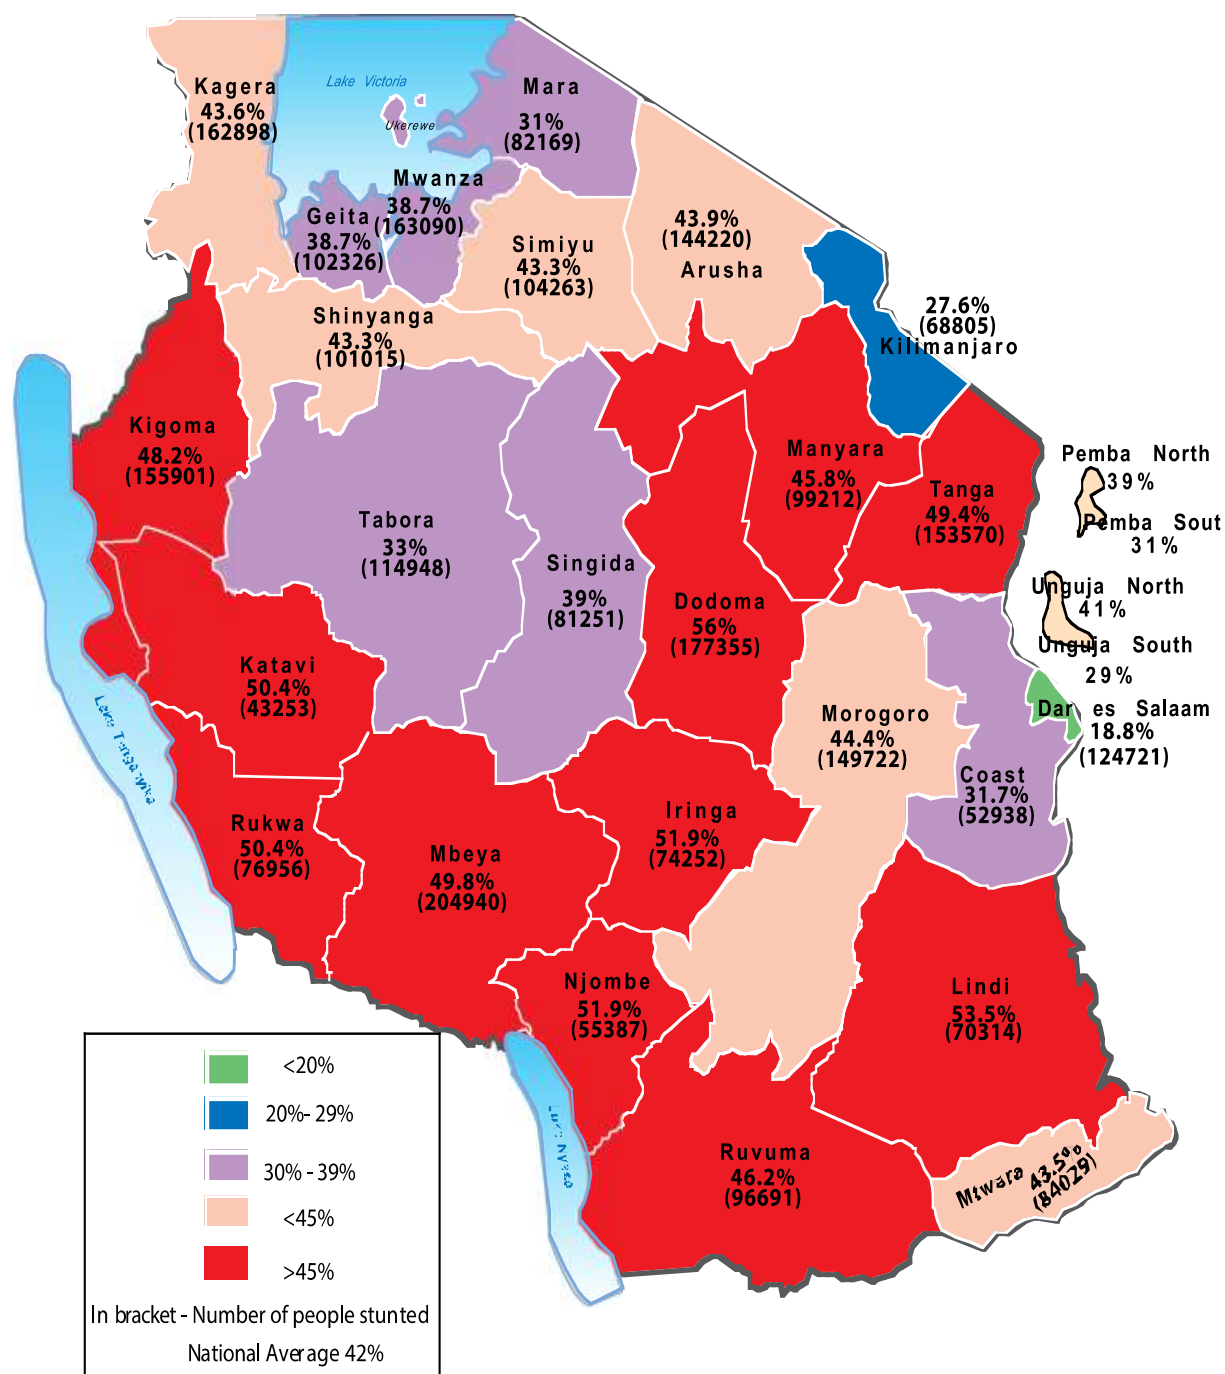 Kagera
43.6%
(162898)
Lake Victoria
Ukerewe
Mara
31%
(82169)
Mwanza
38.7%
(163090)
Geita
38.7%
(102326)
Simiyu
43.3%
(104263)
43.9%
(144220)
Arusha
27.6%
(68805)
Kilimanjaro
Shinyanga
43.3%
(101015)
Kigoma
48.2%
(155901)
Manyara
45.8%
(99212)
Tanga
49.4%
(153570)
Pemba North
39%
Pemba Sout
31%
Tabora
33%
(114948)
Singida
39%
(81251)
Dodoma
56%
(177355)
Unguja North
41%
Unguja South
29%
Katavi
50.4%
(43253)
Lake
Morogoro
44.4%
(149722)
Dar es Salaam
18.8%
(124721)
Coast
31.7%
(52938)
Rukwa
50.4%
(76956)
Mbeya
49.8%
(204940)
Iringa
51.9%
(74252)
Njombe
51.9%
(55387)
Lindi
53.5%
(70314)
Ruvuma
46.2%
(96691)
Mtwara
43.5%
(84029)
<20%
20%- 29%
30% - 39%
<45%
>45%
In bracket - Number of people stunted
National Average 42%